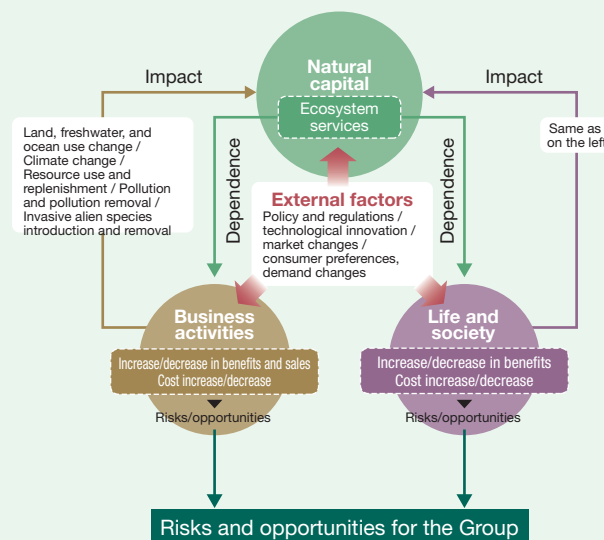 Natural
capital
Ecosystem
services
Impact
Impact
Land, freshwater, and
ocean use change /
Climate change /
Resource use and
replenishment / Pollution
and pollution removal /
Invasive alien species
introduction and removal
Same as
on the left
Dependence
Dependence
External factors
Policy and regulations /
technological innovation /
market changes /
consumer preferences,
demand changes
Business
activities
Increase/decrease in benefits and sales
Cost increase/decrease
Risks/opportunities
Life and
society
Increase/decrease in benefits
Cost increase/decrease
Risks/opportunities
Risks and opportunities for the Group